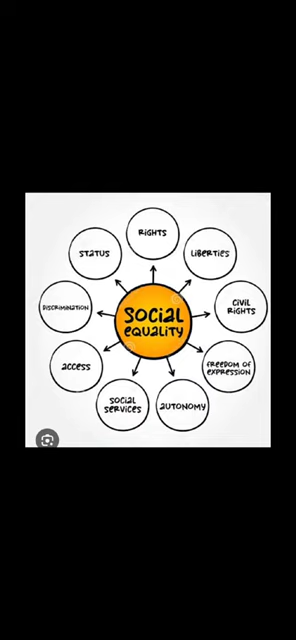 RIGHTS
STATUS
LIBERTIES
DISCRIMINATION
CIVIL
RIGHTS
SOCIAL
EQUALITY
ACCESS
FREEDOM OF
EXPRESSION
SOCIAL
SERVICES
AUTONOMY